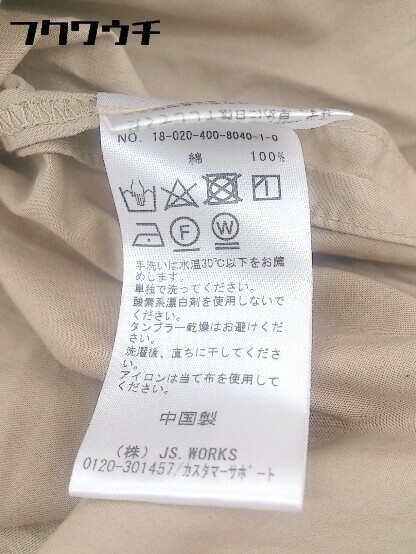 フクワウチ
NO. 18-020-400-8040-1-0
綿 100%
F W
手洗いは水温30℃以下をお薦
めします。
単独で洗ってください。
酸素系漂白剤を使用しないで
ください。
タンブラー乾燥はお避けくだ
さい。
洗濯後、直ちに干してくださ
い。
アイロンは当て布を使用して
ください。
中国製
(株) JS.WORKS
0120-301457/カスタマーサポート